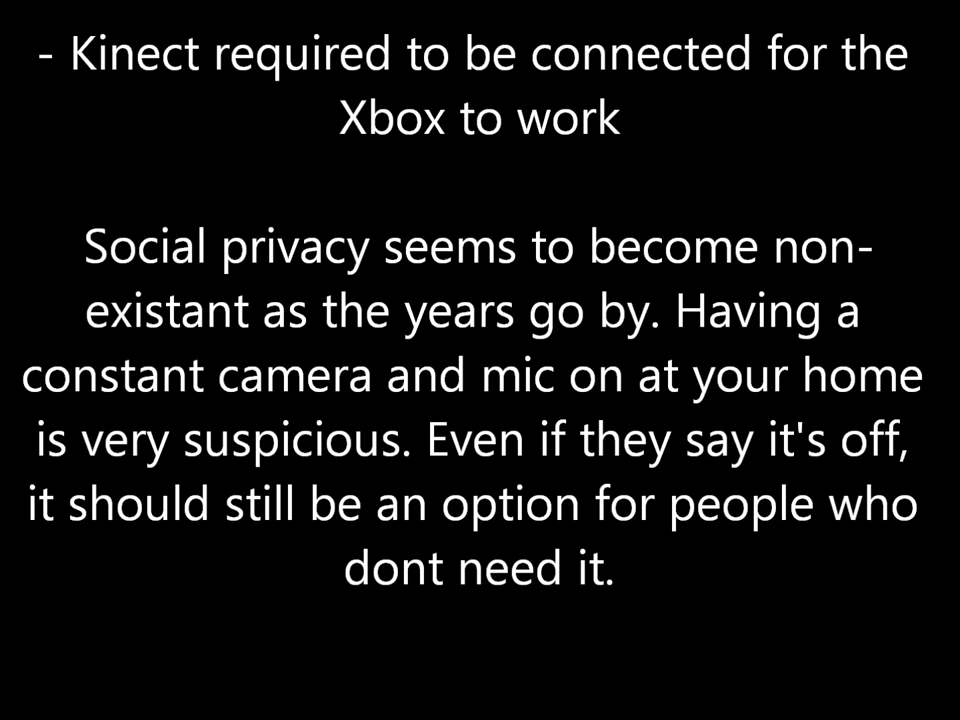 - Kinect required to be connected for the
Xbox to work
Social privacy seems to become non-
existant as the years go by. Having a
constant camera and mic on at your home
is very suspicious. Even if they say it's off,
it should still be an option for people who
dont need it.